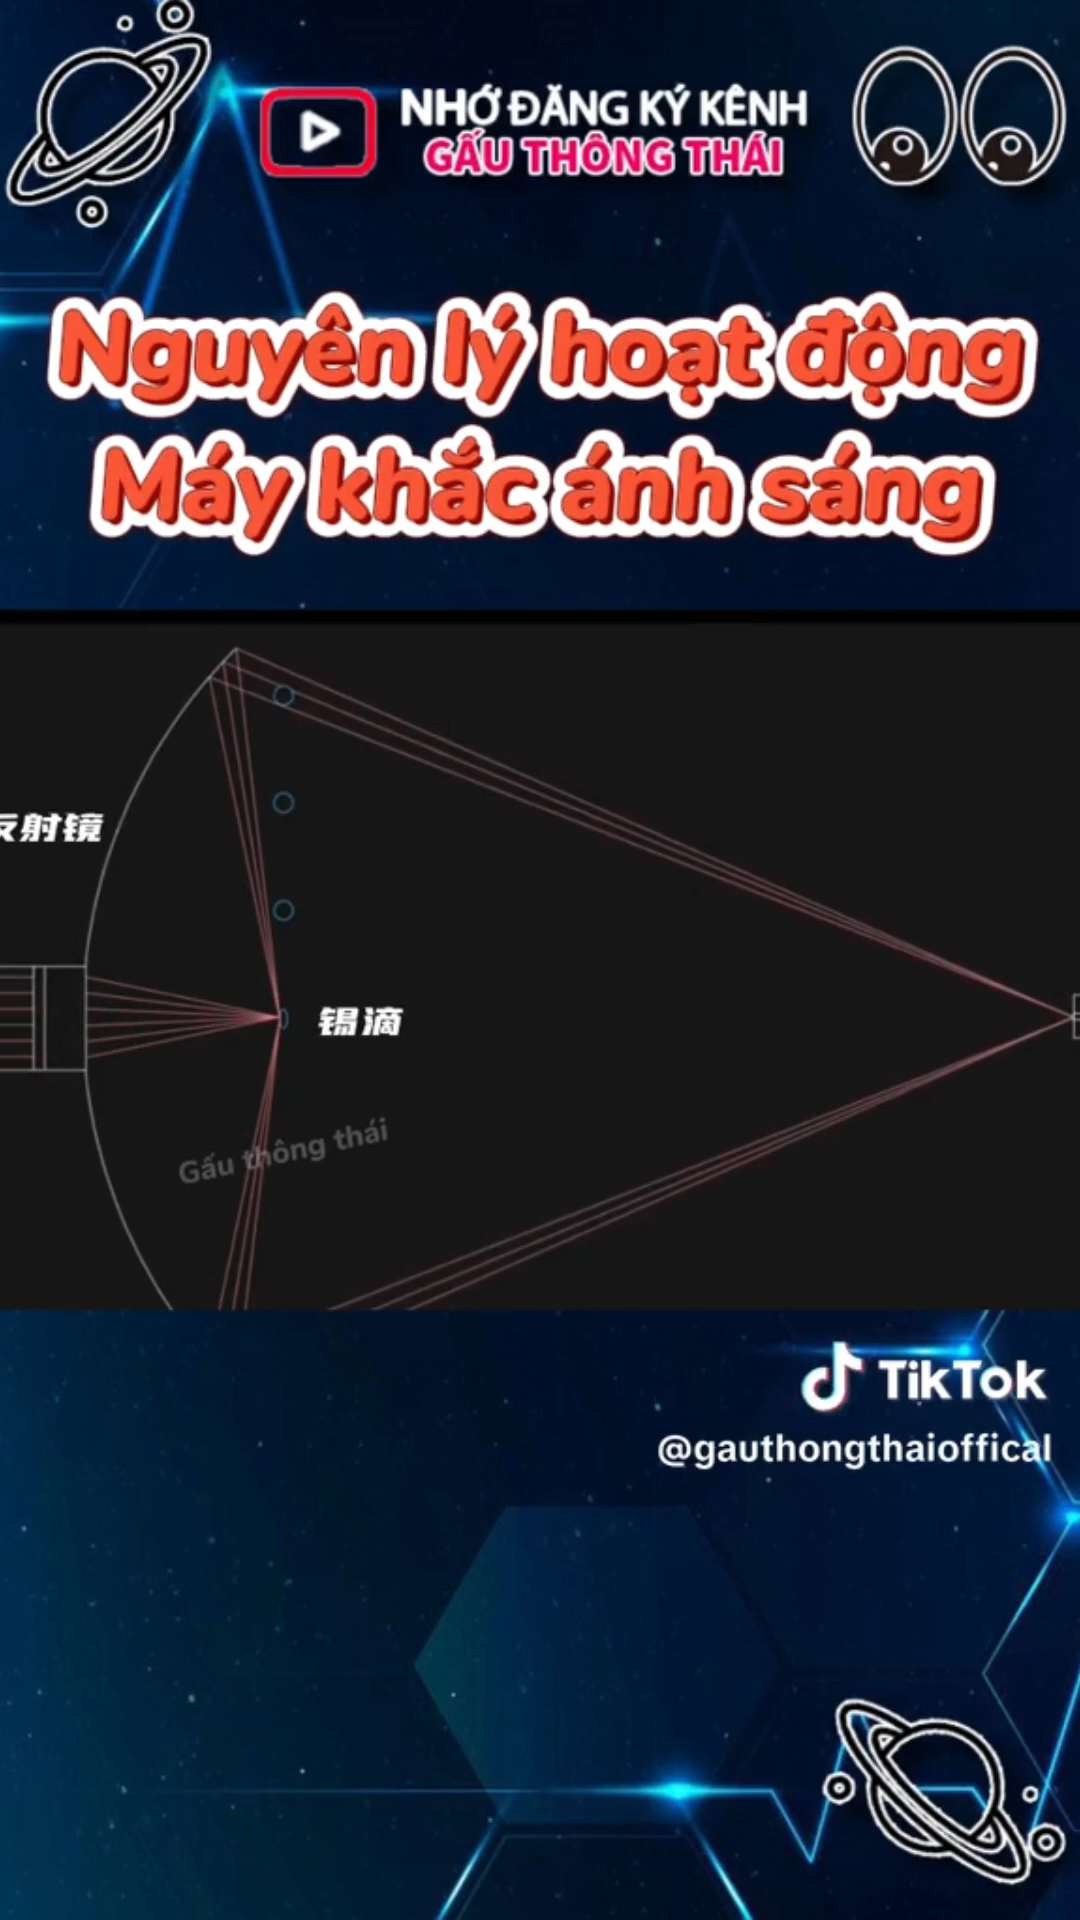 NHỚ ĐĂNG KÝ KÊNH
GẤU THÔNG THÁI
Nguyên lý hoạt động
Máy khắc ánh sáng
反射镜
锡滴
Gấu thông thái
TikTok
@gauthongthaioffical